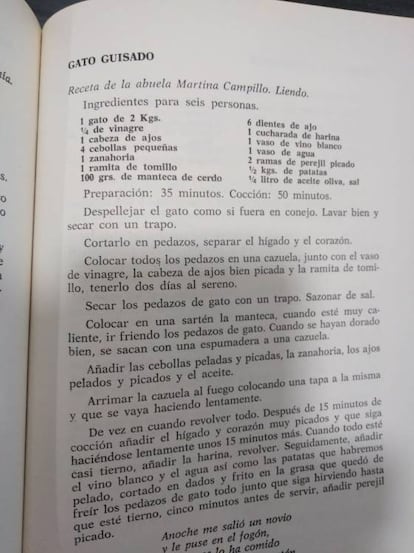 ía,
s,
o
o
y
n
GATO GUISADO
Receta de la abuela Martina Campillo. Liendo.
Ingredientes para seis personas.
1 gato de 2 Kgs.
¼ de vinagre
1 cabeza de ajos
4 cebollas pequeñas
1 zanahoria
1 ramita de tomillo
100 grs. de manteca de cerdo
6 dientes de ajo
1 cucharada de harina
1 vaso de vino blanco
1 vaso de agua
2 ramas de perejil picado
½ kgs. de patatas
¼ litro de aceite oliva, sal
Preparación: 35 minutos. Cocción: 50 minutos.
Despellejar el gato como si fuera en conejo. Lavar bien y
secar con un trapo.
Cortarlo en pedazos, separar el hígado y el corazón.
Colocar todos los pedazos en una cazuela, junto con el vaso
de vinagre, la cabeza de ajos bien picada y la ramita de tomi-
llo, tenerlo dos días al sereno.
Secar los pedazos de gato con un trapo. Sazonar de sal.
Colocar en una sartén la manteca, cuando esté muy ca-
liente, ir friendo los pedazos de gato. Cuando se hayan dorado
bien, se sacan con una espumadera a una cazuela.
Añadir las cebollas peladas y picadas, la zanahoria, los ajos
pelados y picados y el aceite.
Arrimar la cazuela al fuego colocando una tapa a la misma
y que se vaya haciendo lentamente.
De vez en cuando revolver todo. Después de 15 minutos de
cocción añadir el hígado y corazón muy picados y que siga
haciéndose lentamente unos 15 minutos más. Cuando todo esté
casi tierno, añadir la harina, revolver. Seguidamente, añadir
el vino blanco y el agua así como las patatas que habremos
pelado, cortado en dados y frito en la grasa que quedó de
freír los pedazos de gato todo junto que siga hirviendo hasta
que esté tierno, cinco minutos antes de servir, añadir perejil
picado.
Anoche me salió un novio
y le puse en el fogón,
lo ha comido